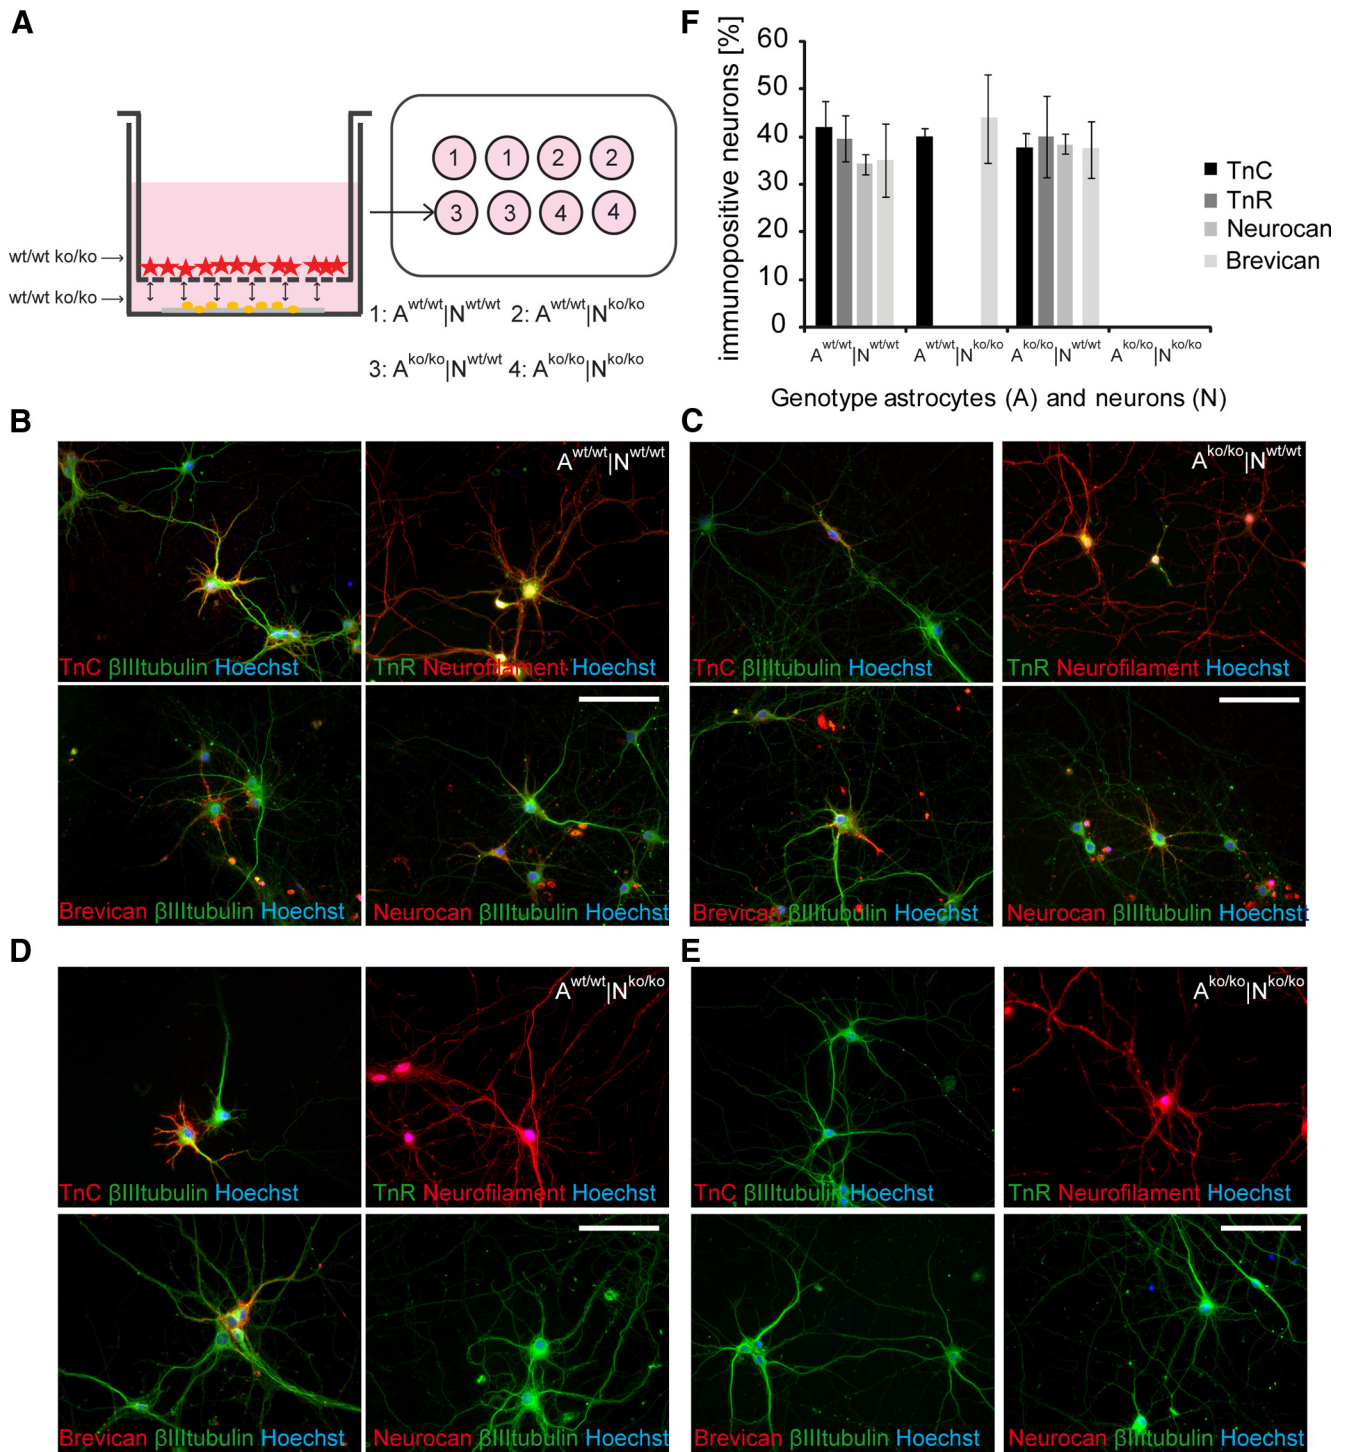 A
wt/wt ko/ko
wt/wt ko/ko
1 1 2 2
3 3 4 4
1: A^wt/wt|N^wt/wt 2: A^wt/wt|N^ko/ko
3: A^ko/ko|N^wt/wt 4: A^ko/ko|N^ko/ko
F
immunopositive neurons [%]
60
50
40
30
20
10
0
A^wt/wt|N^wt/wt A^wt/wt|N^ko/ko A^ko/ko|N^wt/wt A^ko/ko|N^ko/ko
Genotype astrocytes (A) and neurons (N)
TnC
TnR
Neurocan
Brevican
B
A^wt/wt|N^wt/wt
TnC βIIItubulin Hoechst
TnR Neurofilament Hoechst
Brevican βIIItubulin Hoechst
Neurocan βIIItubulin Hoechst
C
A^ko/ko|N^wt/wt
TnC βIIItubulin Hoechst
TnR Neurofilament Hoechst
Brevican βIIItubulin Hoechst
Neurocan βIIItubulin Hoechst
D
A^wt/wt|N^ko/ko
TnC βIIItubulin Hoechst
TnR Neurofilament Hoechst
Brevican βIIItubulin Hoechst
Neurocan βIIItubulin Hoechst
E
A^ko/ko|N^ko/ko
TnC βIIItubulin Hoechst
TnR Neurofilament Hoechst
Brevican βIIItubulin Hoechst
Neurocan βIIItubulin Hoechst